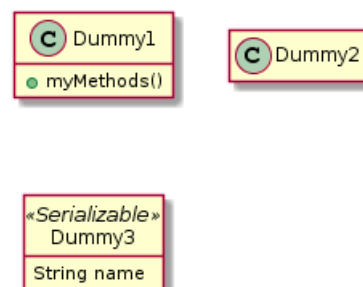 C Dummy1
myMethods()
C Dummy2
«Serializable»
Dummy3
String name